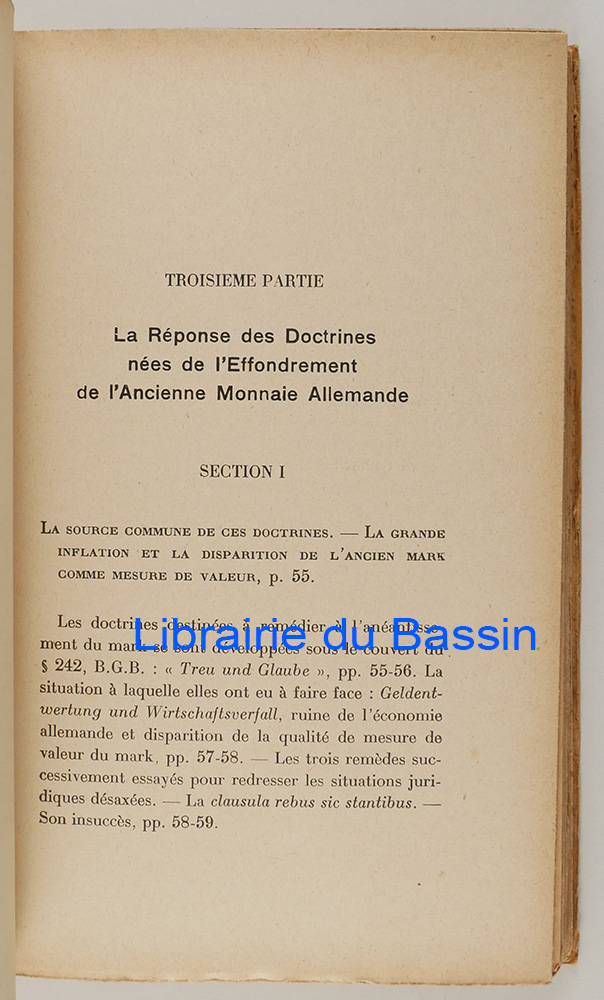 TROISIEME PARTIE
La Réponse des Doctrines
nées de l'Effondrement
de l'Ancienne Monnaie Allemande
SECTION I
LA SOURCE COMMUNE DE CES DOCTRINES. — LA GRANDE
INFLATION ET LA DISPARITION DE L'ANCIEN MARK
COMME MESURE DE VALEUR, p. 55.
Les doctrines destinées à remédier à l'anéantisse-
ment du mark se sont développées sous le couvert du
Librairie du Bassin
§ 242, B.G.B. : « Treu und Glaube », pp. 55-56. La
situation à laquelle elles ont eu à faire face : Geldent-
wertung und Wirtschaftsverfall, ruine de l'économie
allemande et disparition de la qualité de mesure de
valeur du mark, pp. 57-58. — Les trois remèdes suc-
cessivement essayés pour redresser les situations juri-
diques désaxées. — La clausula rebus sic stantibus. —
Son insuccès, pp. 58-59.